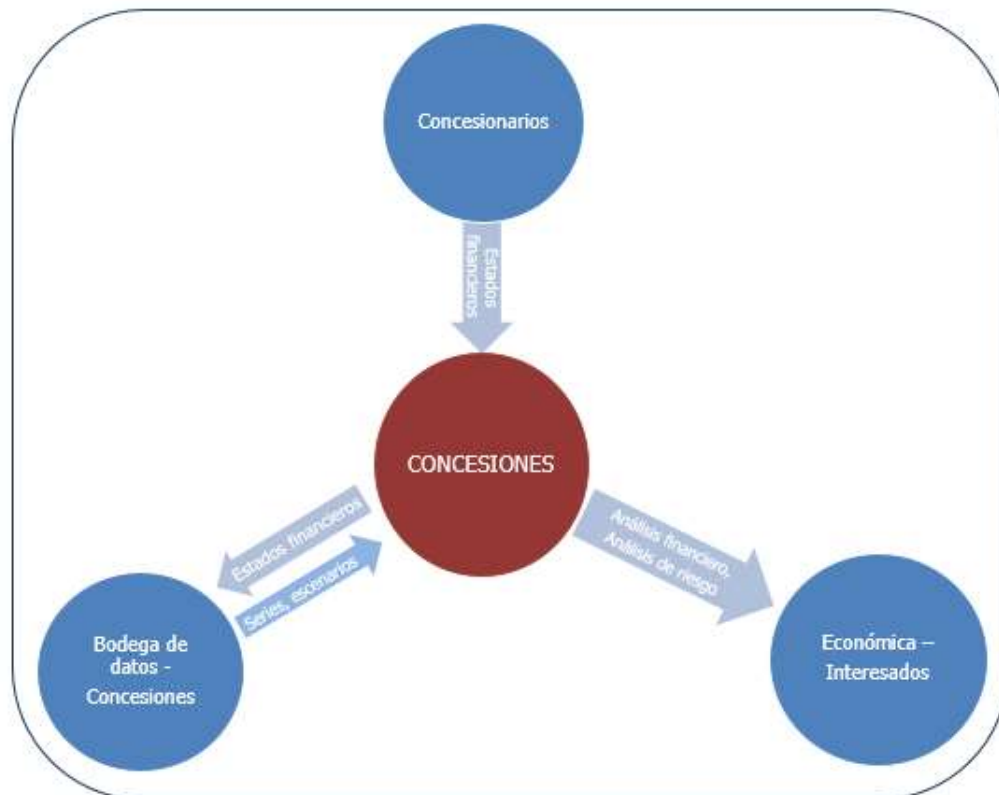 Concesionarios
Estados
financieros
CONCESIONES
Estados financieros
Series, escenarios
Análisis financiero,
Análisis de riesgo
Bodega de
datos -
Concesiones
Económica –
Interesados